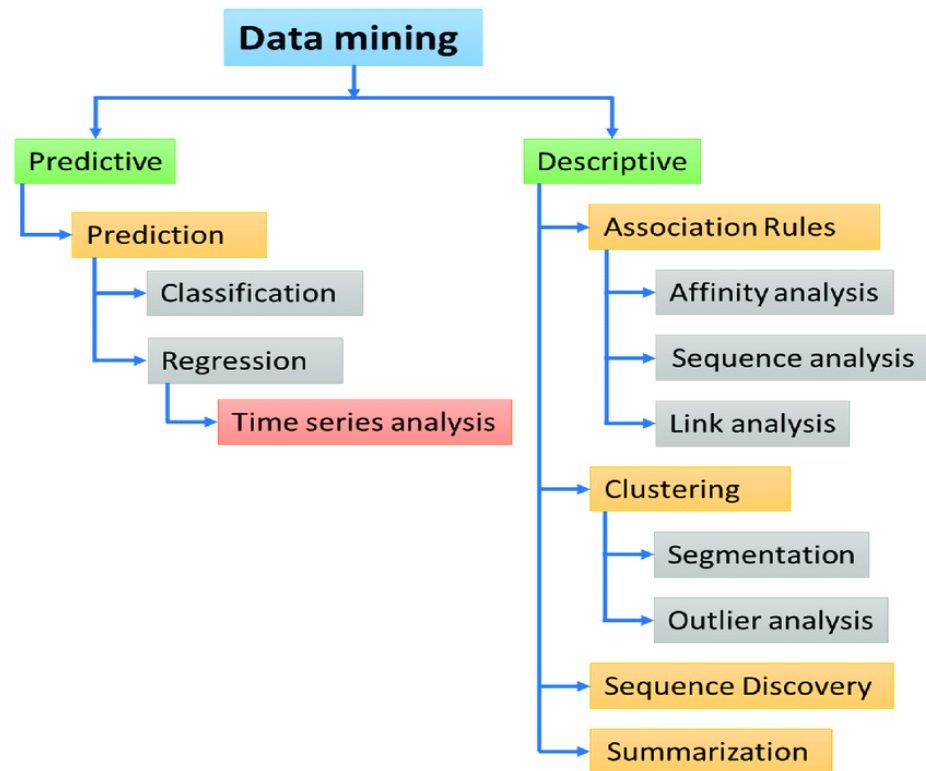 Data mining
Predictive
Prediction
Classification
Regression
Time series analysis
Descriptive
Association Rules
Affinity analysis
Sequence analysis
Link analysis
Clustering
Segmentation
Outlier analysis
Sequence Discovery
Summarization